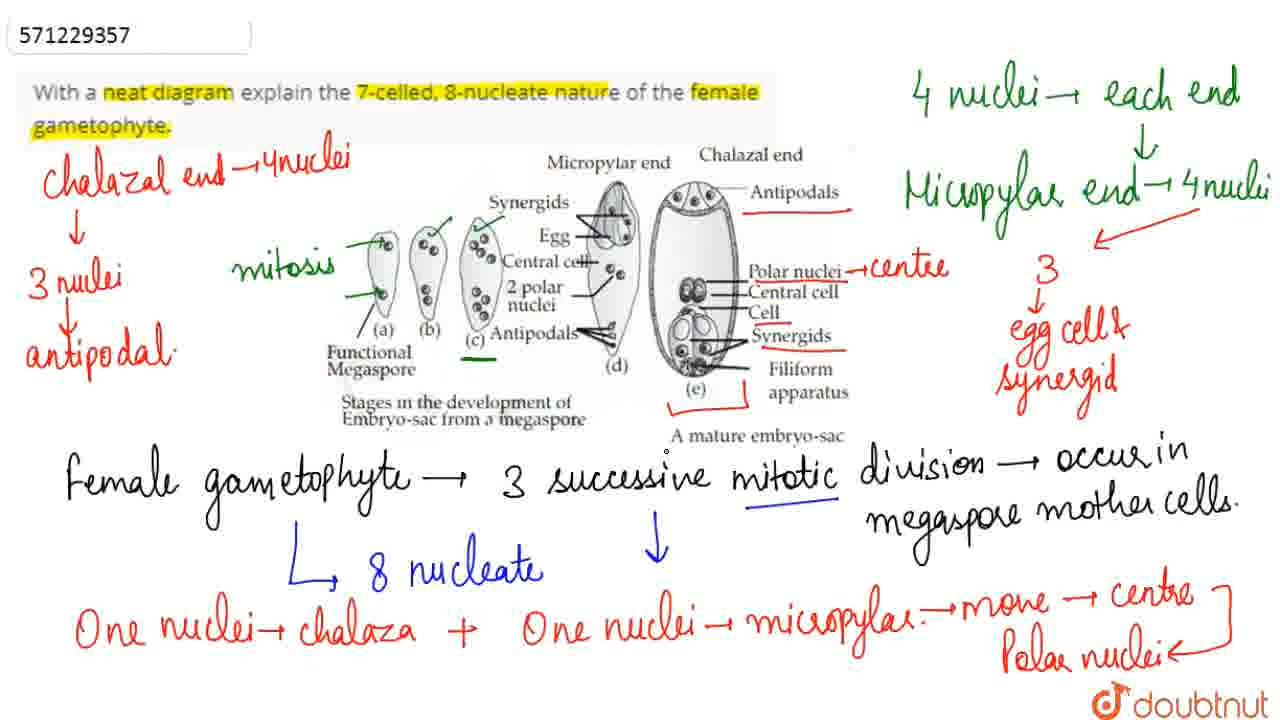 571229357
With a neat diagram explain the 7-celled, 8-nucleate nature of the female
gametophyte.
Chalazal end → 4 nuclei
3 nulei
antipodal.
mitosis
4 nuclei → each end
Micropylar end → 4 nuclei
3
egg cell &
synergid
Micropylar end
Chalazal end
Synergids
Egg
Central cell
2 polar
nuclei
Antipodals
(a)
(b)
(c)
(d)
Functional
Megaspore
Stages in the development of
Embryo-sac from a megaspore
Antipodals
Polar nuclei → centre
Central cell
Cell
Synergids
Filiform
apparatus
(e)
A mature embryo-sac
Female gametophyte → 3 successive mitotic division → occur in
megaspore mother cells.
8 nucleate
One nuclei → chalaza + One nuclei → micropylar. → move → centre
Polar nuclei
doubtnut